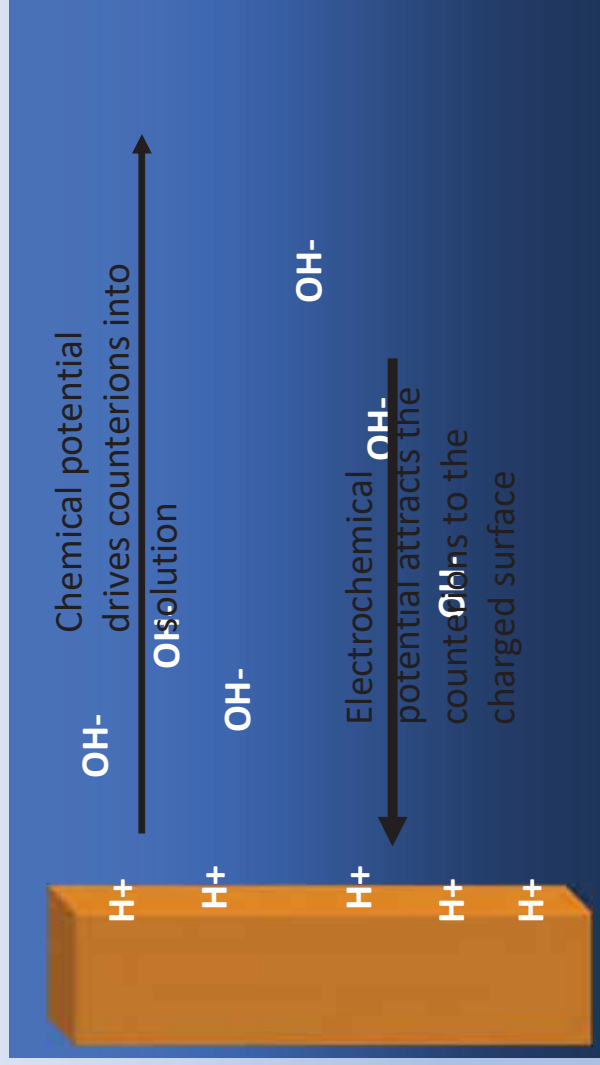 Chemical potential
drives counterions into
solution
OH-
H+
OH-
H+
OH-
OH-
Electrochemical
potential attracts the
counterions to the
charged surface
H+
OH-
H+
OH-
H+